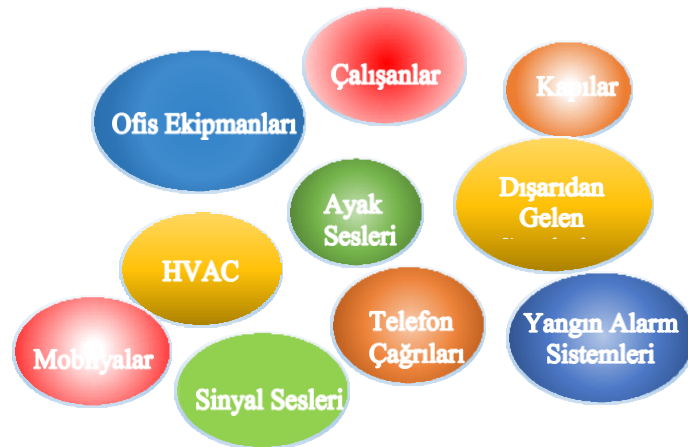 Çalışanlar
Kapılar
Ofis Ekipmanları
Dışarıdan
Gelen
Ayak
Sesleri
HVAC
Telefon
Çağrıları
Yangın Alarm
Sistemleri
Mobilyalar
Sinyal Sesleri